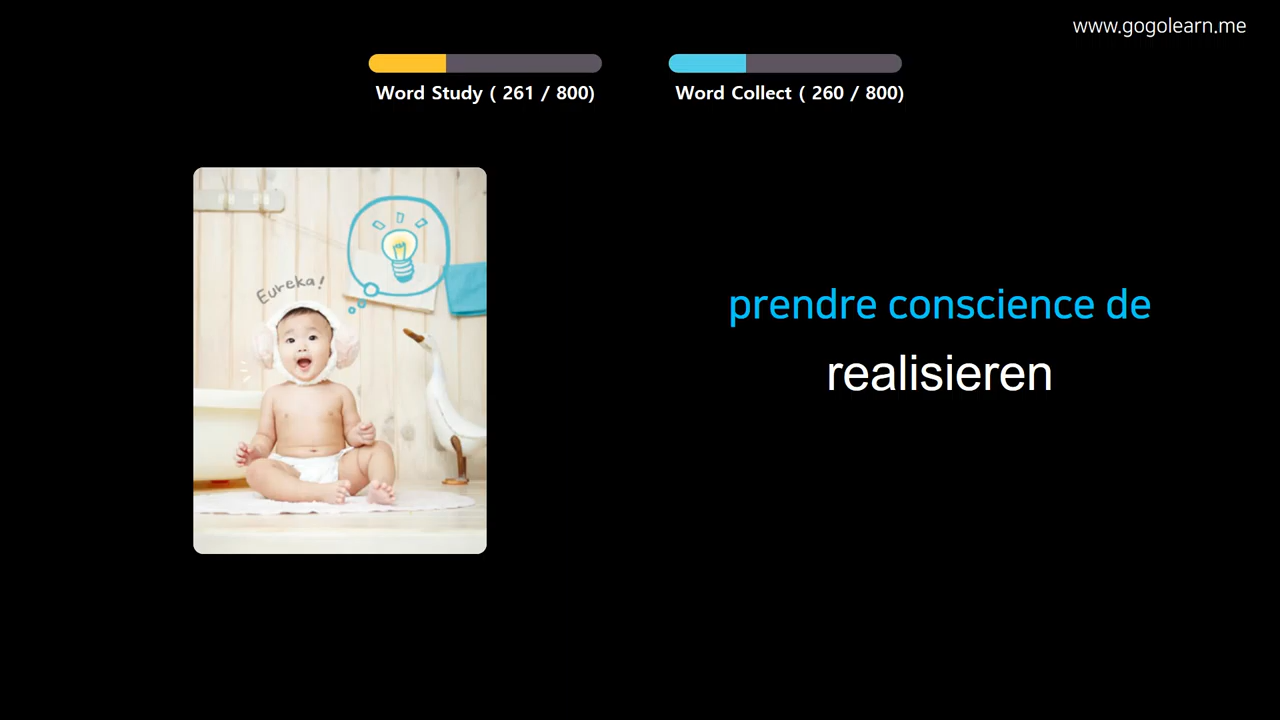 www.gogolearn.me
Word Study ( 261 / 800)
Word Collect ( 260 / 800)
Eureka!
prendre conscience de
realisieren